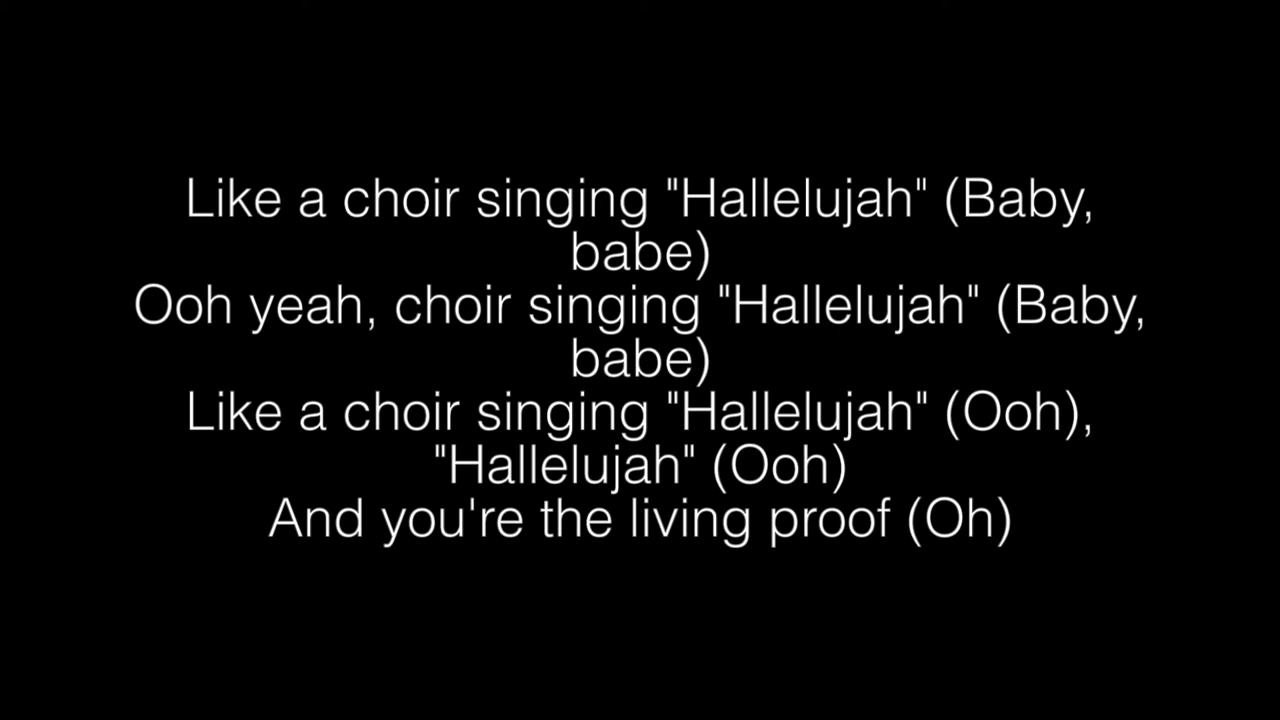 Like a choir singing "Hallelujah" (Baby,
babe)
Ooh yeah, choir singing "Hallelujah" (Baby,
babe)
Like a choir singing "Hallelujah" (Ooh),
"Hallelujah" (Ooh)
And you're the living proof (Oh)